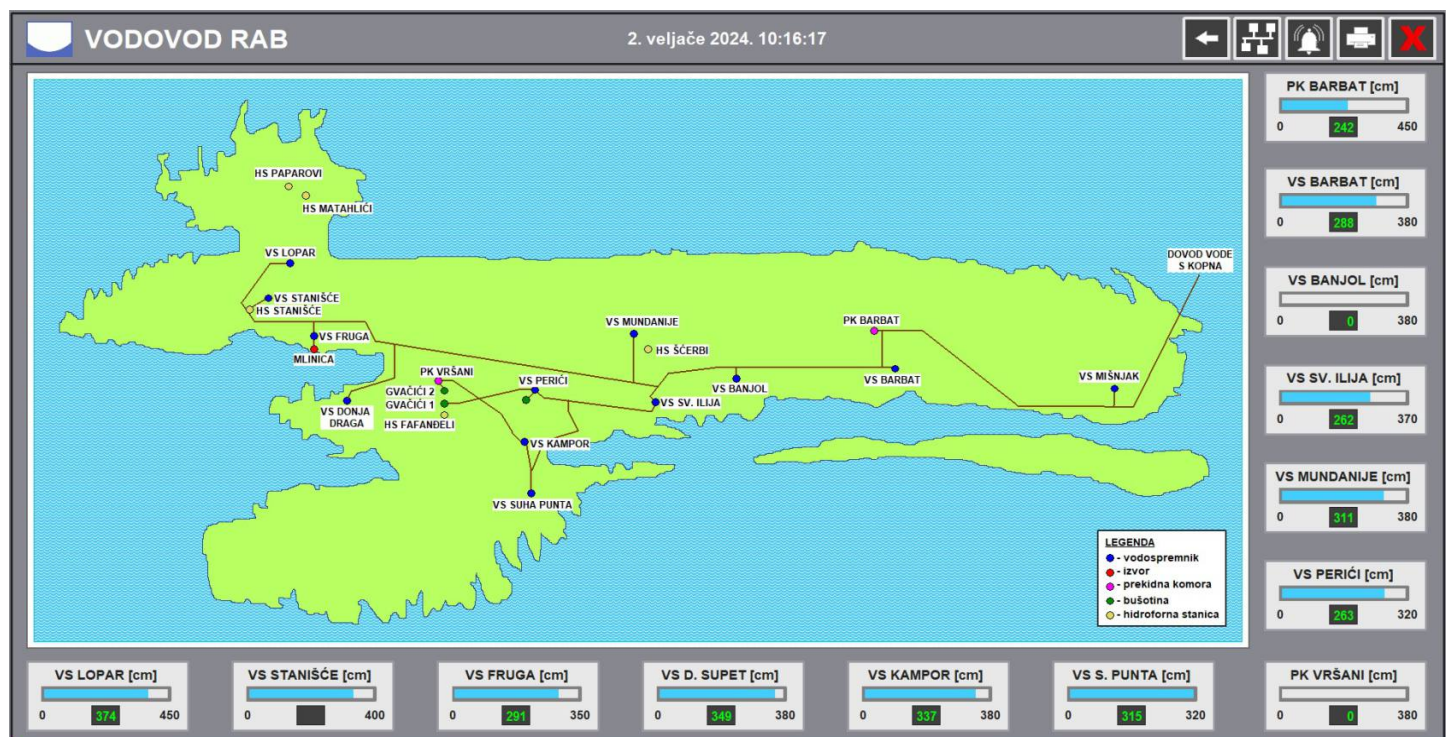 VODOVOD RAB
2. veljače 2024. 10:16:17
X
HS PAPAROVI
HS MATAHLIĆI
VS LOPAR
VS STANIŠĆE
HS STANIŠĆE
VS FRUGA
MLINICA
VS DONJA
DRAGA
PK VRŠANI
GVAČIĆI 2
GVAČIĆI 1
HS FAFANĐELI
VS PERIĆI
VS KAMPOR
VS SUHA PUNTA
VS MUNDANIJE
HS ŠĆERBI
VS SV. ILIJA
VS BANJOL
PK BARBAT
VS BARBAT
VS MIŠNJAK
DOVOD VODE
S KOPNA
LEGENDA
- vodospremnik
- izvor
- prekidna komora
- bušotina
- hidroforna stanica
PK BARBAT [cm]
0 242 450
VS BARBAT [cm]
0 288 380
VS BANJOL [cm]
0 0 380
VS SV. ILIJA [cm]
0 262 370
VS MUNDANIJE [cm]
0 311 380
VS PERIĆI [cm]
0 263 320
VS LOPAR [cm]
0 374 450
VS STANIŠĆE [cm]
0 400
VS FRUGA [cm]
0 291 350
VS D. SUPET [cm]
0 349 380
VS KAMPOR [cm]
0 337 380
VS S. PUNTA [cm]
0 315 320
PK VRŠANI [cm]
0 0 380